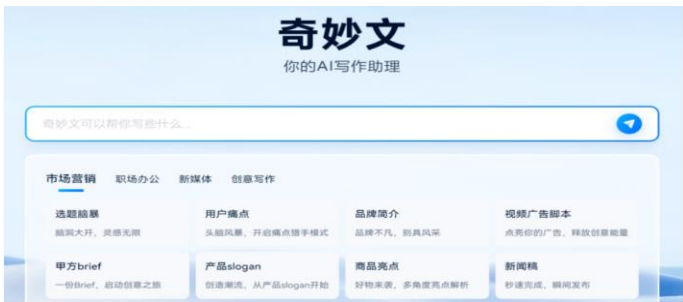 奇妙文
你的AI写作助理
奇妙文可以帮你写些什么...
市场营销 职场办公 新媒体 创意写作
选题脑暴 用户痛点 品牌简介 视频广告脚本
脑洞大开，灵感无限 头脑风暴，开启痛点猎手模式 品牌不凡，别具风采 点亮你的广告，释放创意能量
甲方brief 产品slogan 商品亮点 新闻稿
一份Brief，启动创意之旅 创造潮流，从产品slogan开始 好物来袭，多角度亮点解析 秒速完成，瞬间发布